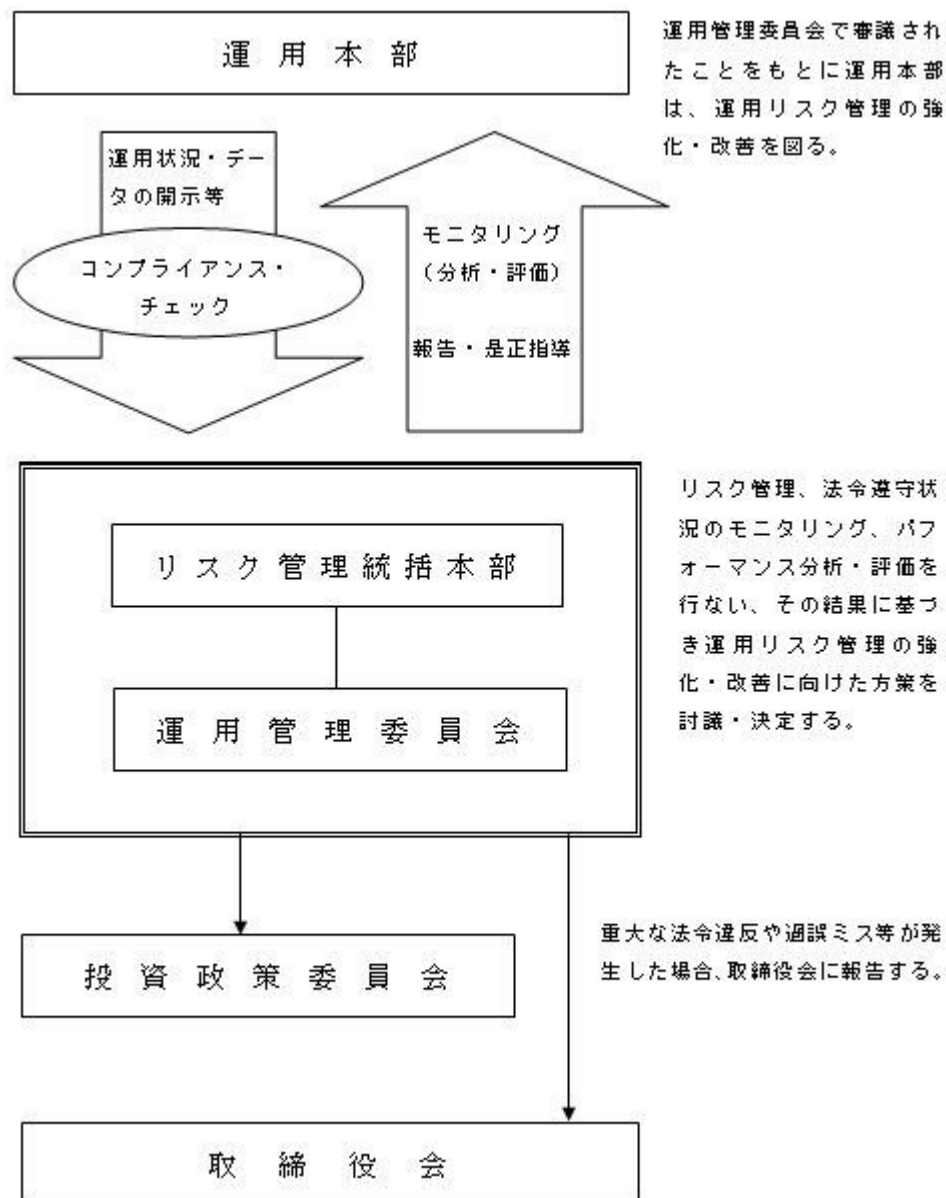 運用本部
運用管理委員会で審議され
たことをもとに運用本部
は、運用リスク管理の強
化・改善を図る。
運用状況・デー
タの開示等
コンプライアンス・
チェック
モニタリング
（分析・評価）
報告・是正指導
リスク管理統括本部
運用管理委員会
リスク管理、法令遵守状
況のモニタリング、パフ
ォーマンス分析・評価を
行ない、その結果に基づ
き運用リスク管理の強
化・改善に向けた方策を
討議・決定する。
投資政策委員会
重大な法令違反や過誤ミス等が発
生した場合、取締役会に報告する。
取締役会